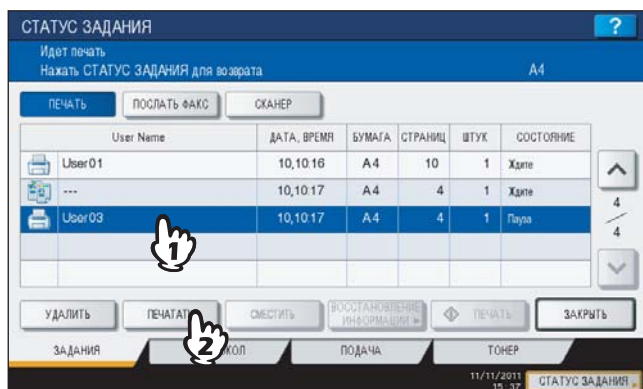 СТАТУС ЗАДАНИЯ ?
Идет печать
Нажать СТАТУС ЗАДАНИЯ для возврата A4
ПЕЧАТЬ ПОСЛАТЬ ФАКС СКАНЕР
User Name ДАТА, ВРЕМЯ БУМАГА СТРАНИЦ ШТУК СОСТОЯНИЕ
User01 10,10:16 A4 10 1 Ждите
--- 10,10:17 A4 4 1 Ждите
User03 10,10:17 A4 4 1 Пауза
4
4
1
УДАЛИТЬ СМЕСТИТЬ ВОССТАНОВЛЕНИЕ ИНФОРМАЦИИ ПЕЧАТЬ ЗАКРЫТЬ
2
ЗАДАНИЯ ПОДАЧА ТОНЕР
11/11/2011
15:37 СТАТУС ЗАДАНИЯ